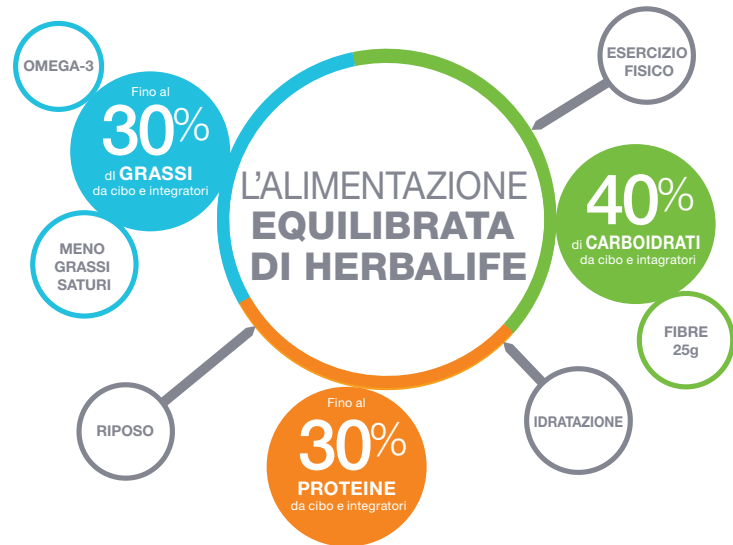 OMEGA-3
Fino al
30%
dI GRASSI
da cibo e integratori
MENO
GRASSI
SATURI
L'ALIMENTAZIONE
EQUILIBRATA
DI HERBALIFE
ESERCIZIO
FISICO
40%
di CARBOIDRATI
da cibo e intagratori
FIBRE
25g
RIPOSO
Fino al
30%
PROTEINE
da cibo e integratori
IDRATAZIONE